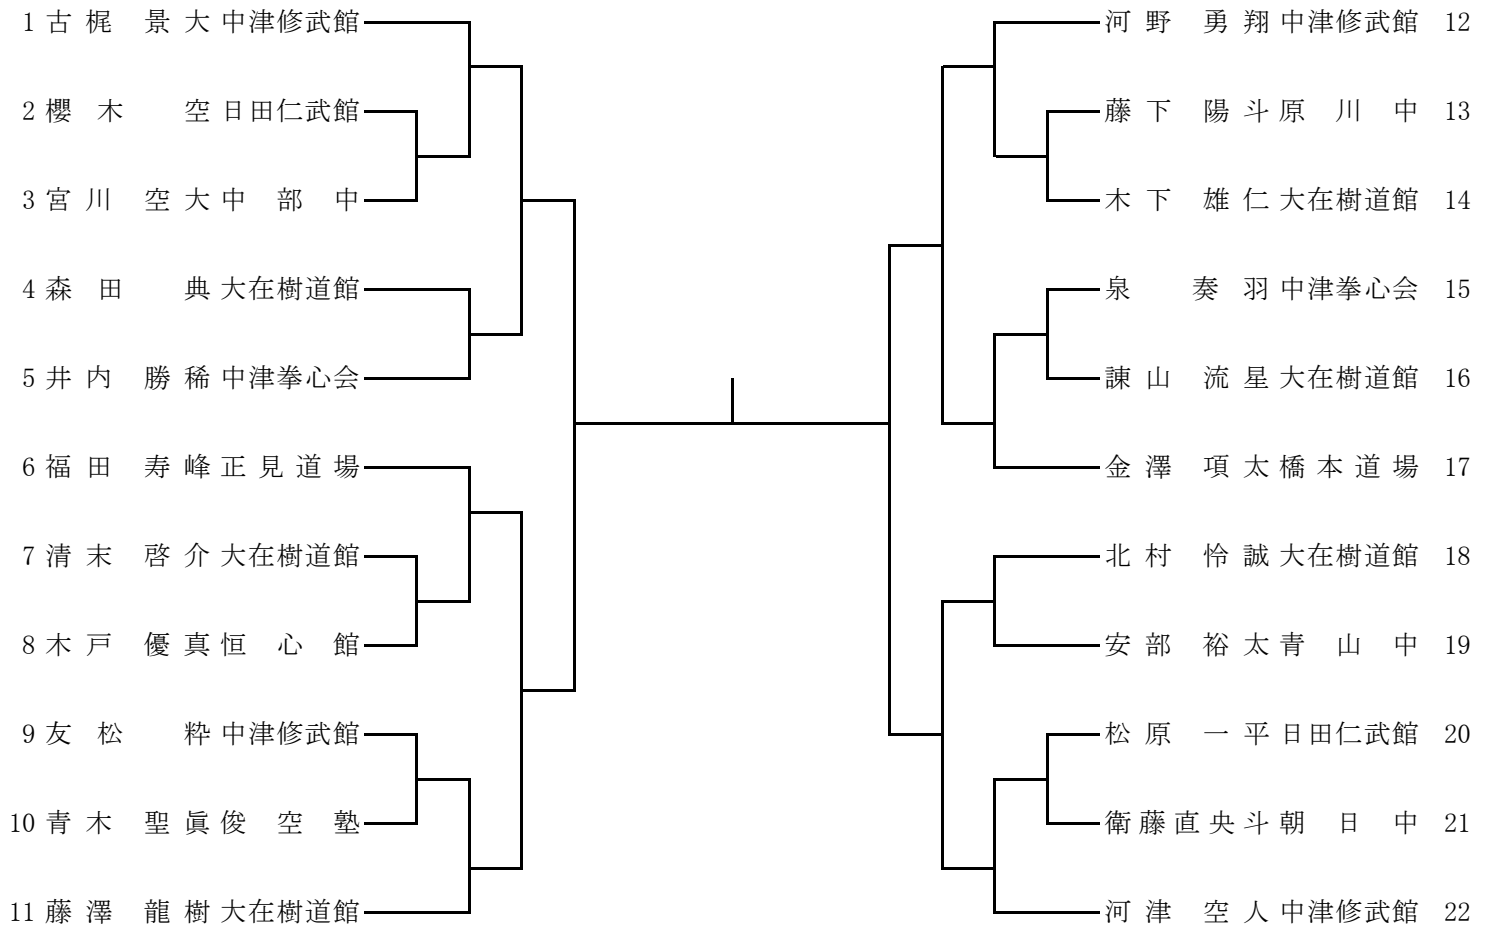 1 古梶 景大 中津修武館
2 櫻木 空 日田仁武館
3 宮川 空大 中部中
4 森田 典 大在樹道館
5 井内 勝稀 中津拳心会
6 福田 寿峰 正見道場
7 清末 啓介 大在樹道館
8 木戸 優真 恒心館
9 友松 粋 中津修武館
10 青木 聖眞 俊空塾
11 藤澤 龍樹 大在樹道館
河野 勇翔 中津修武館 12
藤下 陽斗 原川中 13
木下 雄仁 大在樹道館 14
泉 奏羽 中津拳心会 15
諌山 流星 大在樹道館 16
金澤 項太 橋本道場 17
北村 怜誠 大在樹道館 18
安部 裕太 青山中 19
松原 一平 日田仁武館 20
衛藤 直央斗 朝日中 21
河津 空人 中津修武館 22